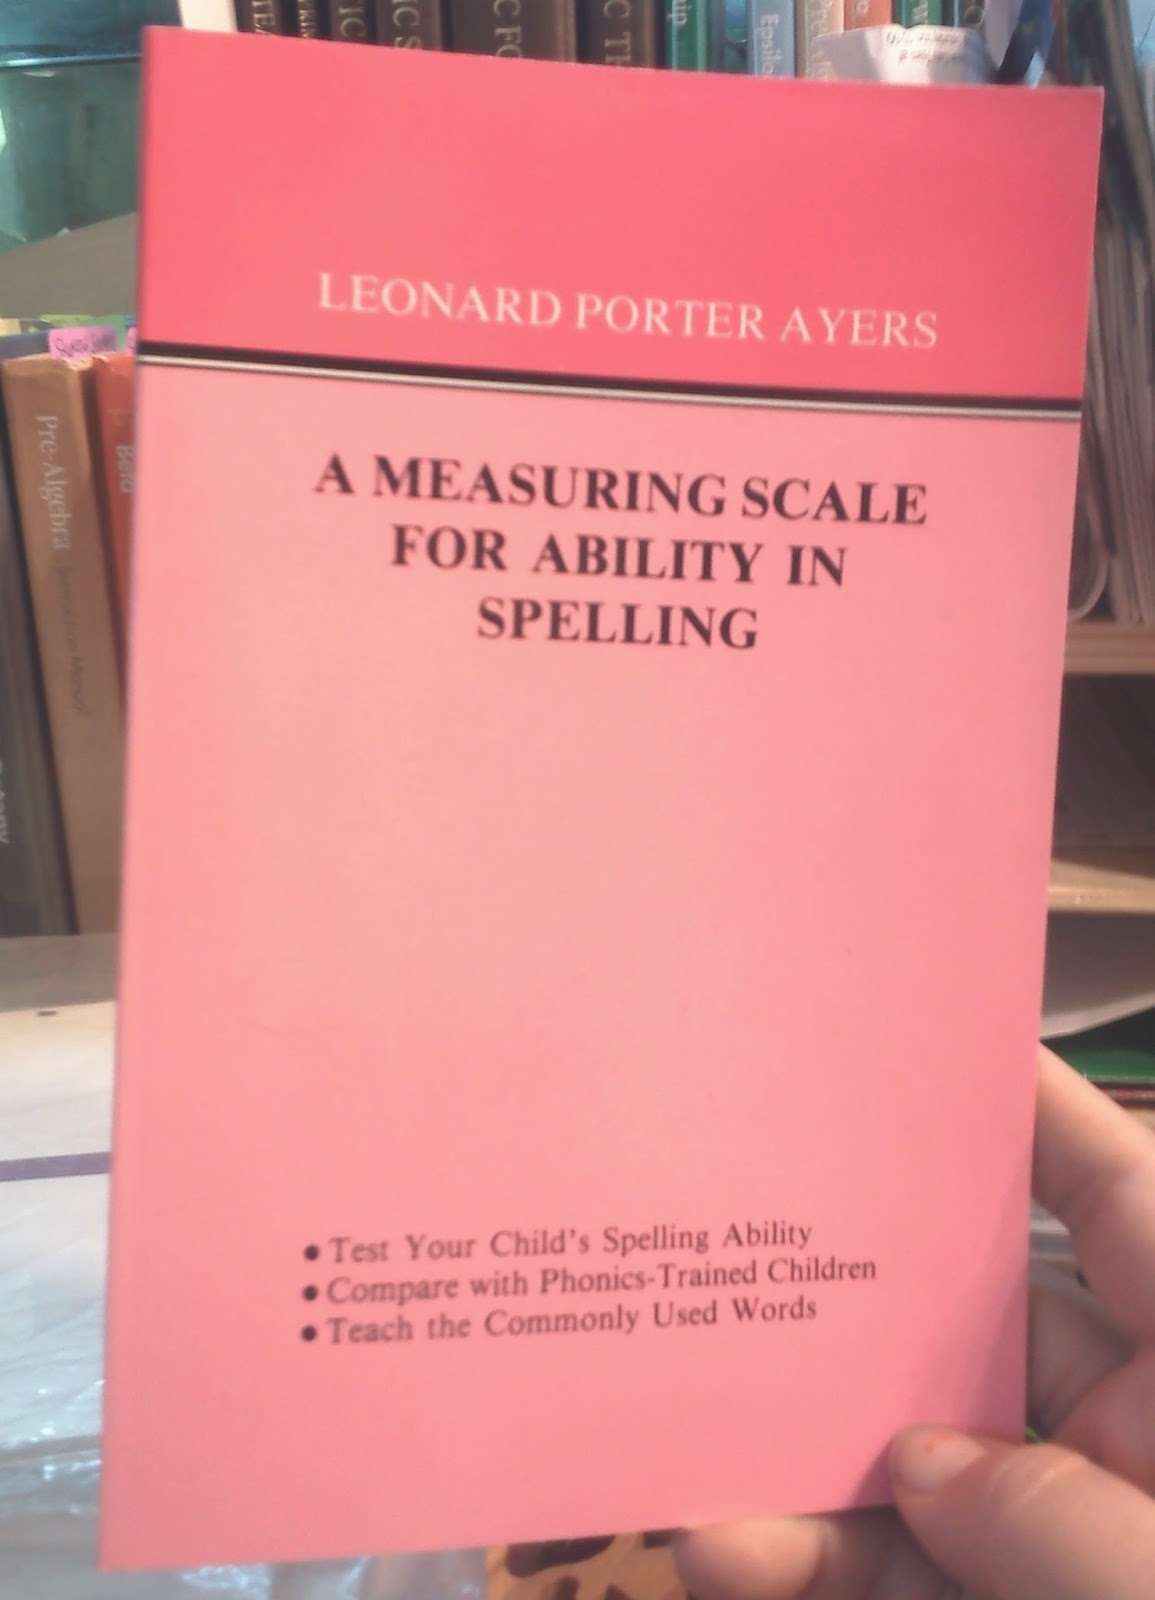 LEONARD PORTER AYERS
A MEASURING SCALE
FOR ABILITY IN
SPELLING
• Test Your Child's Spelling Ability
• Compare with Phonics-Trained Children
• Teach the Commonly Used Words
Pre-Algebra
Epsilo